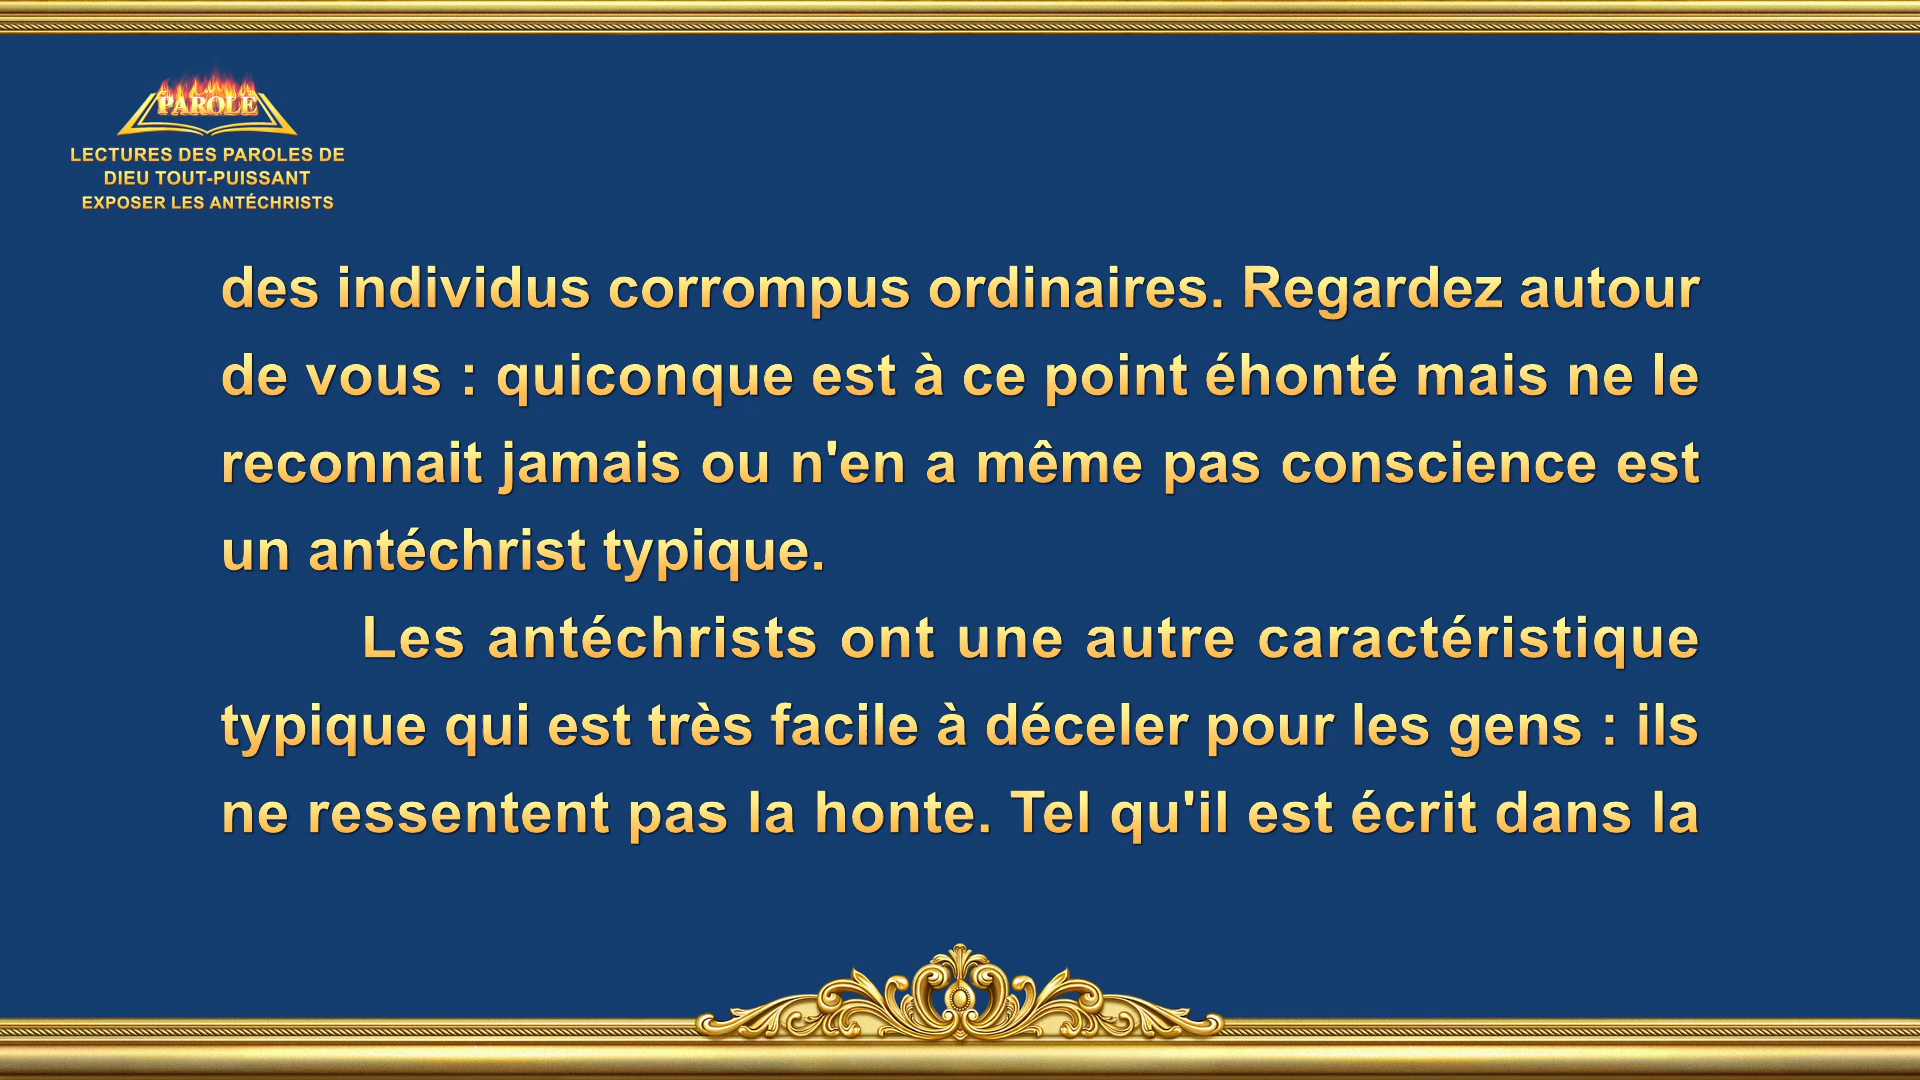 PAROLE
LECTURES DES PAROLES DE
DIEU TOUT-PUISSANT
EXPOSER LES ANTÉCHRISTS
des individus corrompus ordinaires. Regardez autour
de vous : quiconque est à ce point éhonté mais ne le
reconnait jamais ou n'en a même pas conscience est
un antéchrist typique.
Les antéchrists ont une autre caractéristique
typique qui est très facile à déceler pour les gens : ils
ne ressentent pas la honte. Tel qu'il est écrit dans la